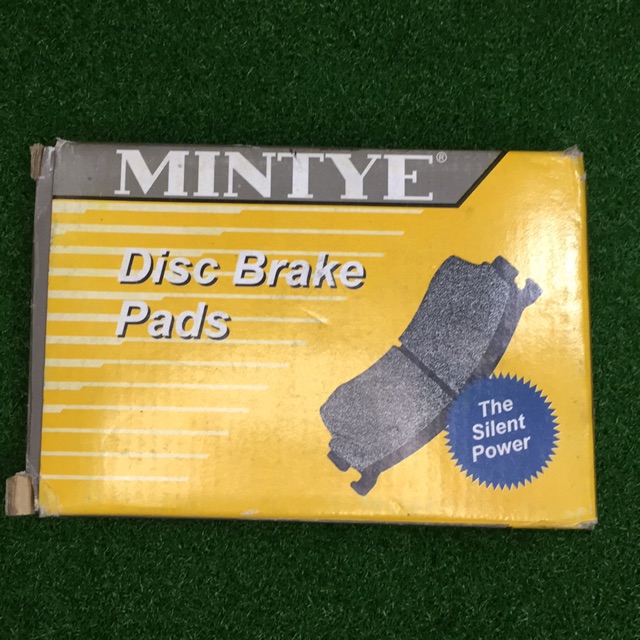 MINTYE®
Disc Brake
Pads
The
Silent
Power